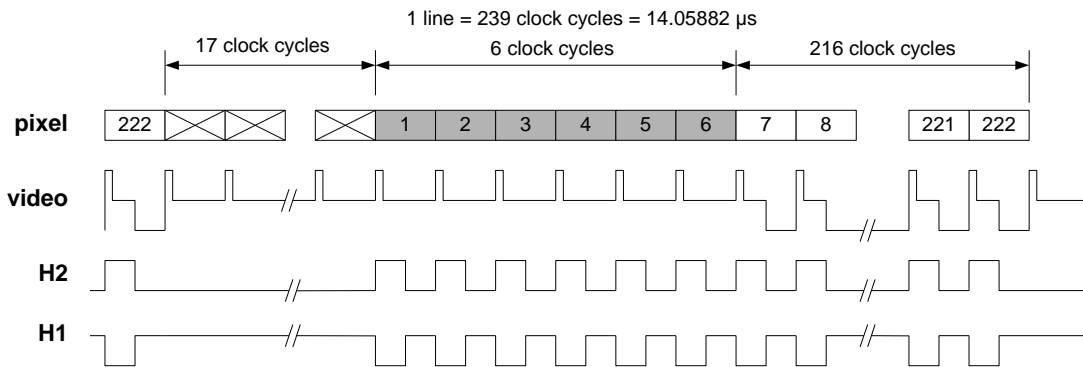 1 line = 239 clock cycles = 14.05882 µs
17 clock cycles
6 clock cycles
216 clock cycles
pixel
222
1
2
3
4
5
6
7
8
221
222
video
H2
H1